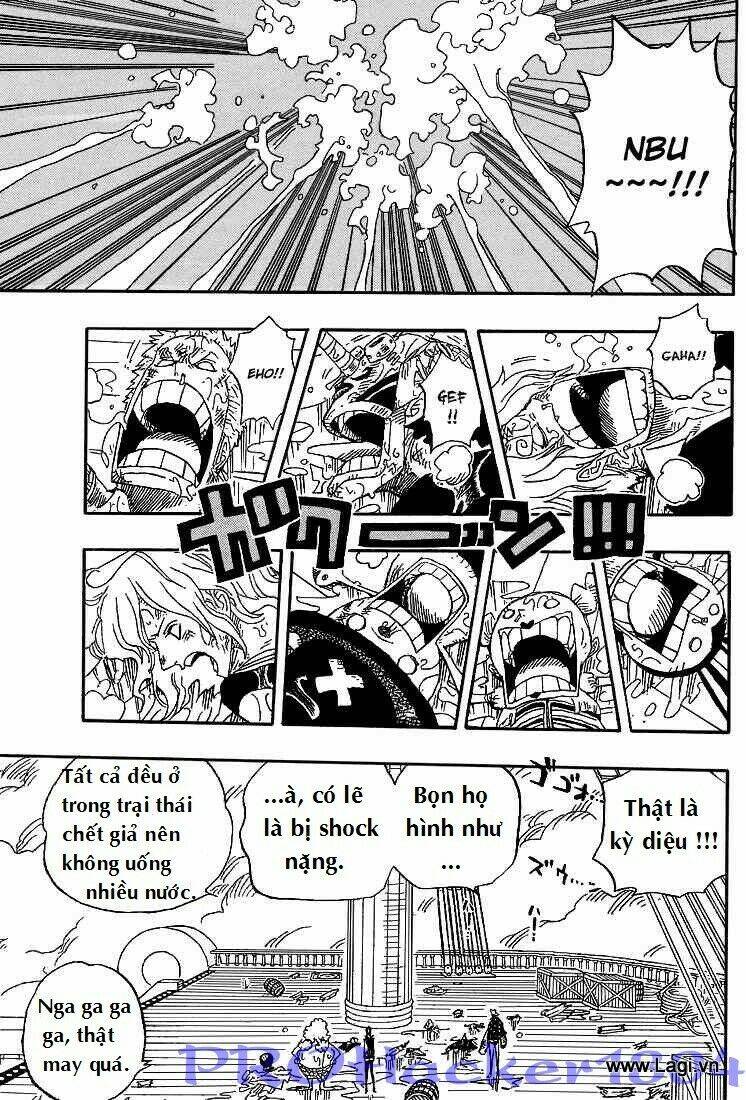 NBU
~~~!!!
GAHA!!
GEF
!!
EHO!!
Thật là
kỳ diệu !!!
Bọn họ
hình như
...
...à, có lẽ
là bị shock
nặng.
Tất cả đều ở
trong trại thái
chết giả nên
không uống
nhiều nước.
Nga ga ga
ga, thật
may quá.
PROHacker1804
www.Lagi.vn